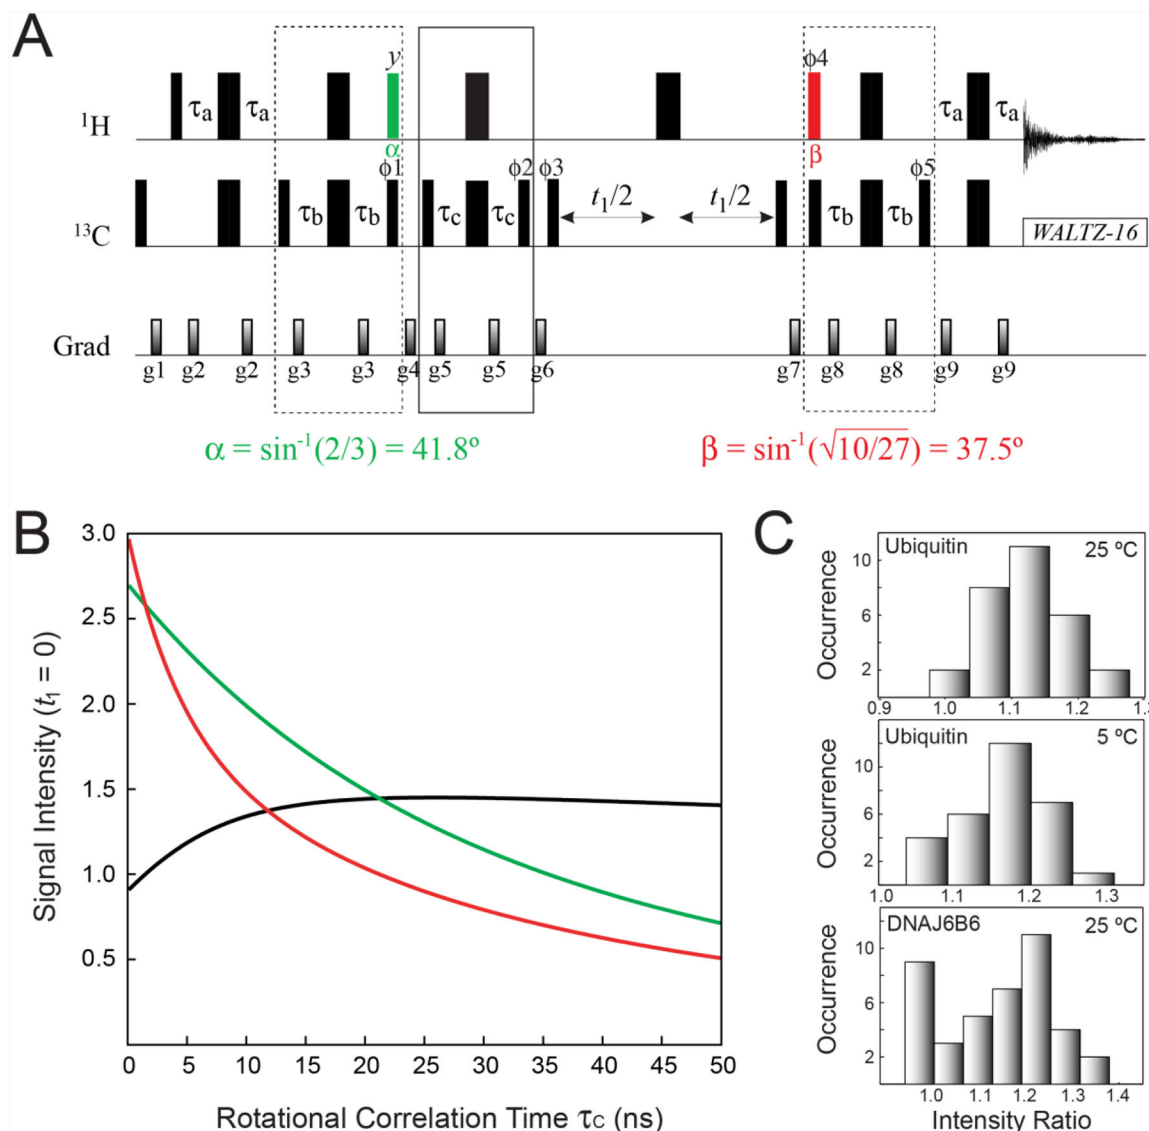 A
y
ϕ4
¹H
τa
τa
τa
τa
α
β
ϕ1
ϕ2
ϕ3
ϕ5
¹³C
τb
τb
τc
τc
t₁/2
t₁/2
τb
τb
WALTZ-16
Grad
g1
g2
g2
g3
g3
g4
g5
g5
g6
g7
g8
g8
g9
g9
α = sin⁻¹(2/3) = 41.8º
β = sin⁻¹(√10/27) = 37.5º
B
Signal Intensity (t₁ = 0)
3.0
2.5
2.0
1.5
1.0
0.5
0 5 10 15 20 25 30 35 40 45 50
Rotational Correlation Time τc (ns)
C
Ubiquitin 25 ºC
Occurrence
10
6
2
0.9 1.0 1.1 1.2
Ubiquitin 5 ºC
Occurrence
10
6
2
1.0 1.1 1.2 1.3
DNAJ6B6 25 ºC
Occurrence
10
6
2
1.0 1.1 1.2 1.3 1.4
Intensity Ratio